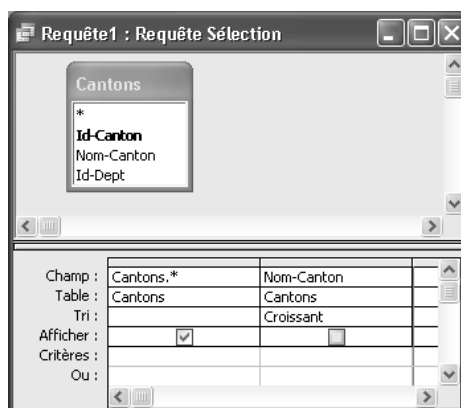 Requête1 : Requête Sélection
Cantons
*
Id-Canton
Nom-Canton
Id-Dept
Champ : Cantons.* Nom-Canton
Table : Cantons Cantons
Tri : Croissant
Afficher :
Critères :
Ou :